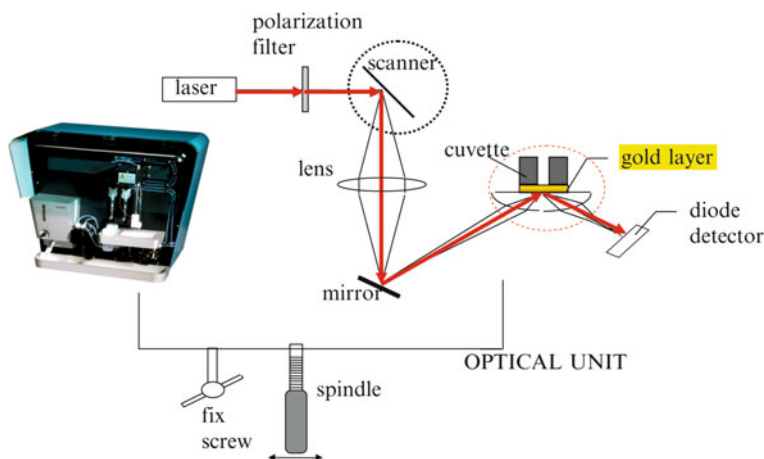 polarization
filter
scanner
laser
cuvette
gold layer
lens
diode
detector
mirror
OPTICAL UNIT
spindle
fix
screw